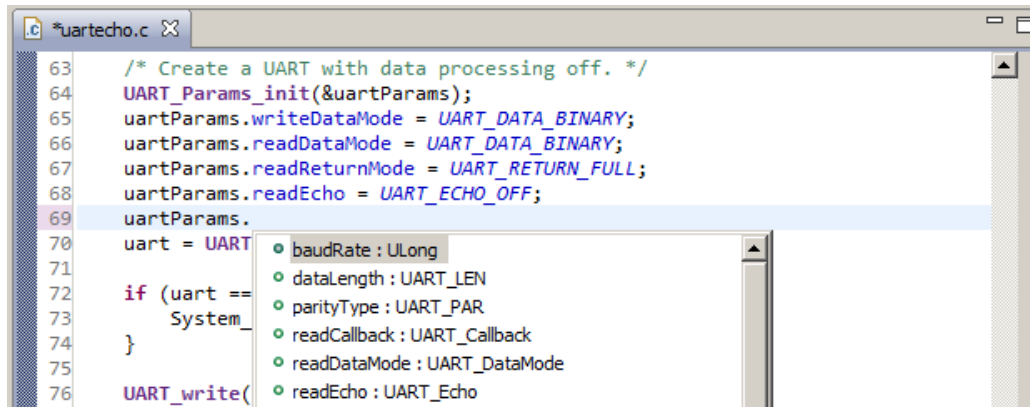 *uartecho.c
63 /* Create a UART with data processing off. */
64 UART_Params_init(&uartParams);
65 uartParams.writeDataMode = UART_DATA_BINARY;
66 uartParams.readDataMode = UART_DATA_BINARY;
67 uartParams.readReturnMode = UART_RETURN_FULL;
68 uartParams.readEcho = UART_ECHO_OFF;
69 uartParams.
70 uart = UART
baudRate : ULong
71
dataLength : UART_LEN
72 if (uart ==
parityType : UART_PAR
73 System_
readCallback : UART_Callback
74 }
readDataMode : UART_DataMode
75
76 UART_write(
readEcho : UART_Echo